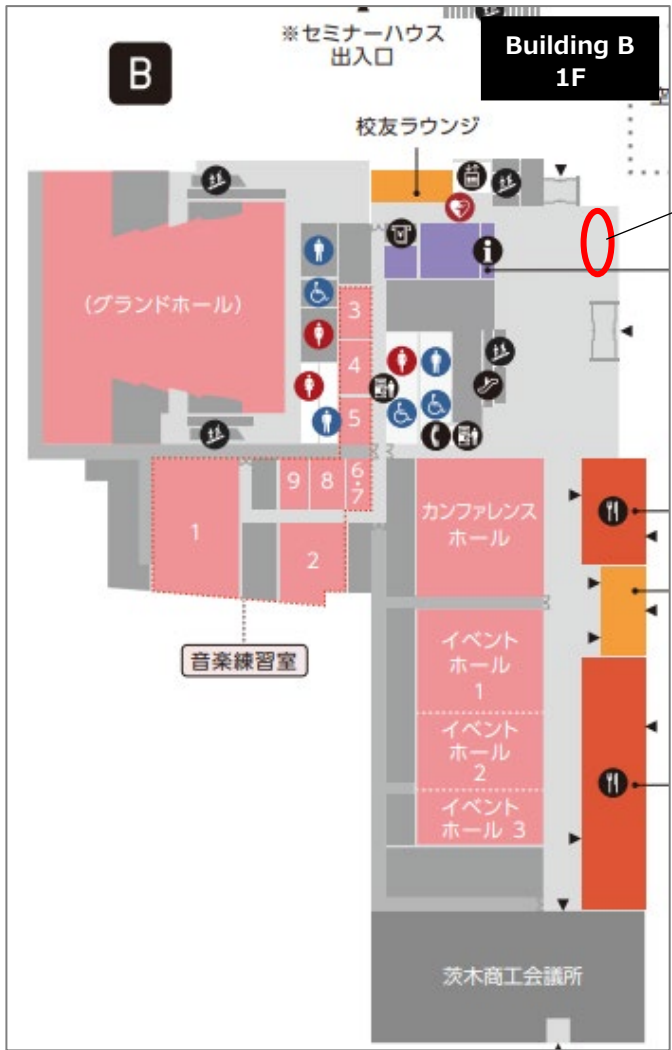 ※セミナーハウス
出入口
Building B
1F
B
校友ラウンジ
(グランドホール)
3
4
5
6・7
8
9
1
2
音楽練習室
カンファレンス
ホール
イベント
ホール
1
イベント
ホール
2
イベント
ホール 3
茨木商工会議所